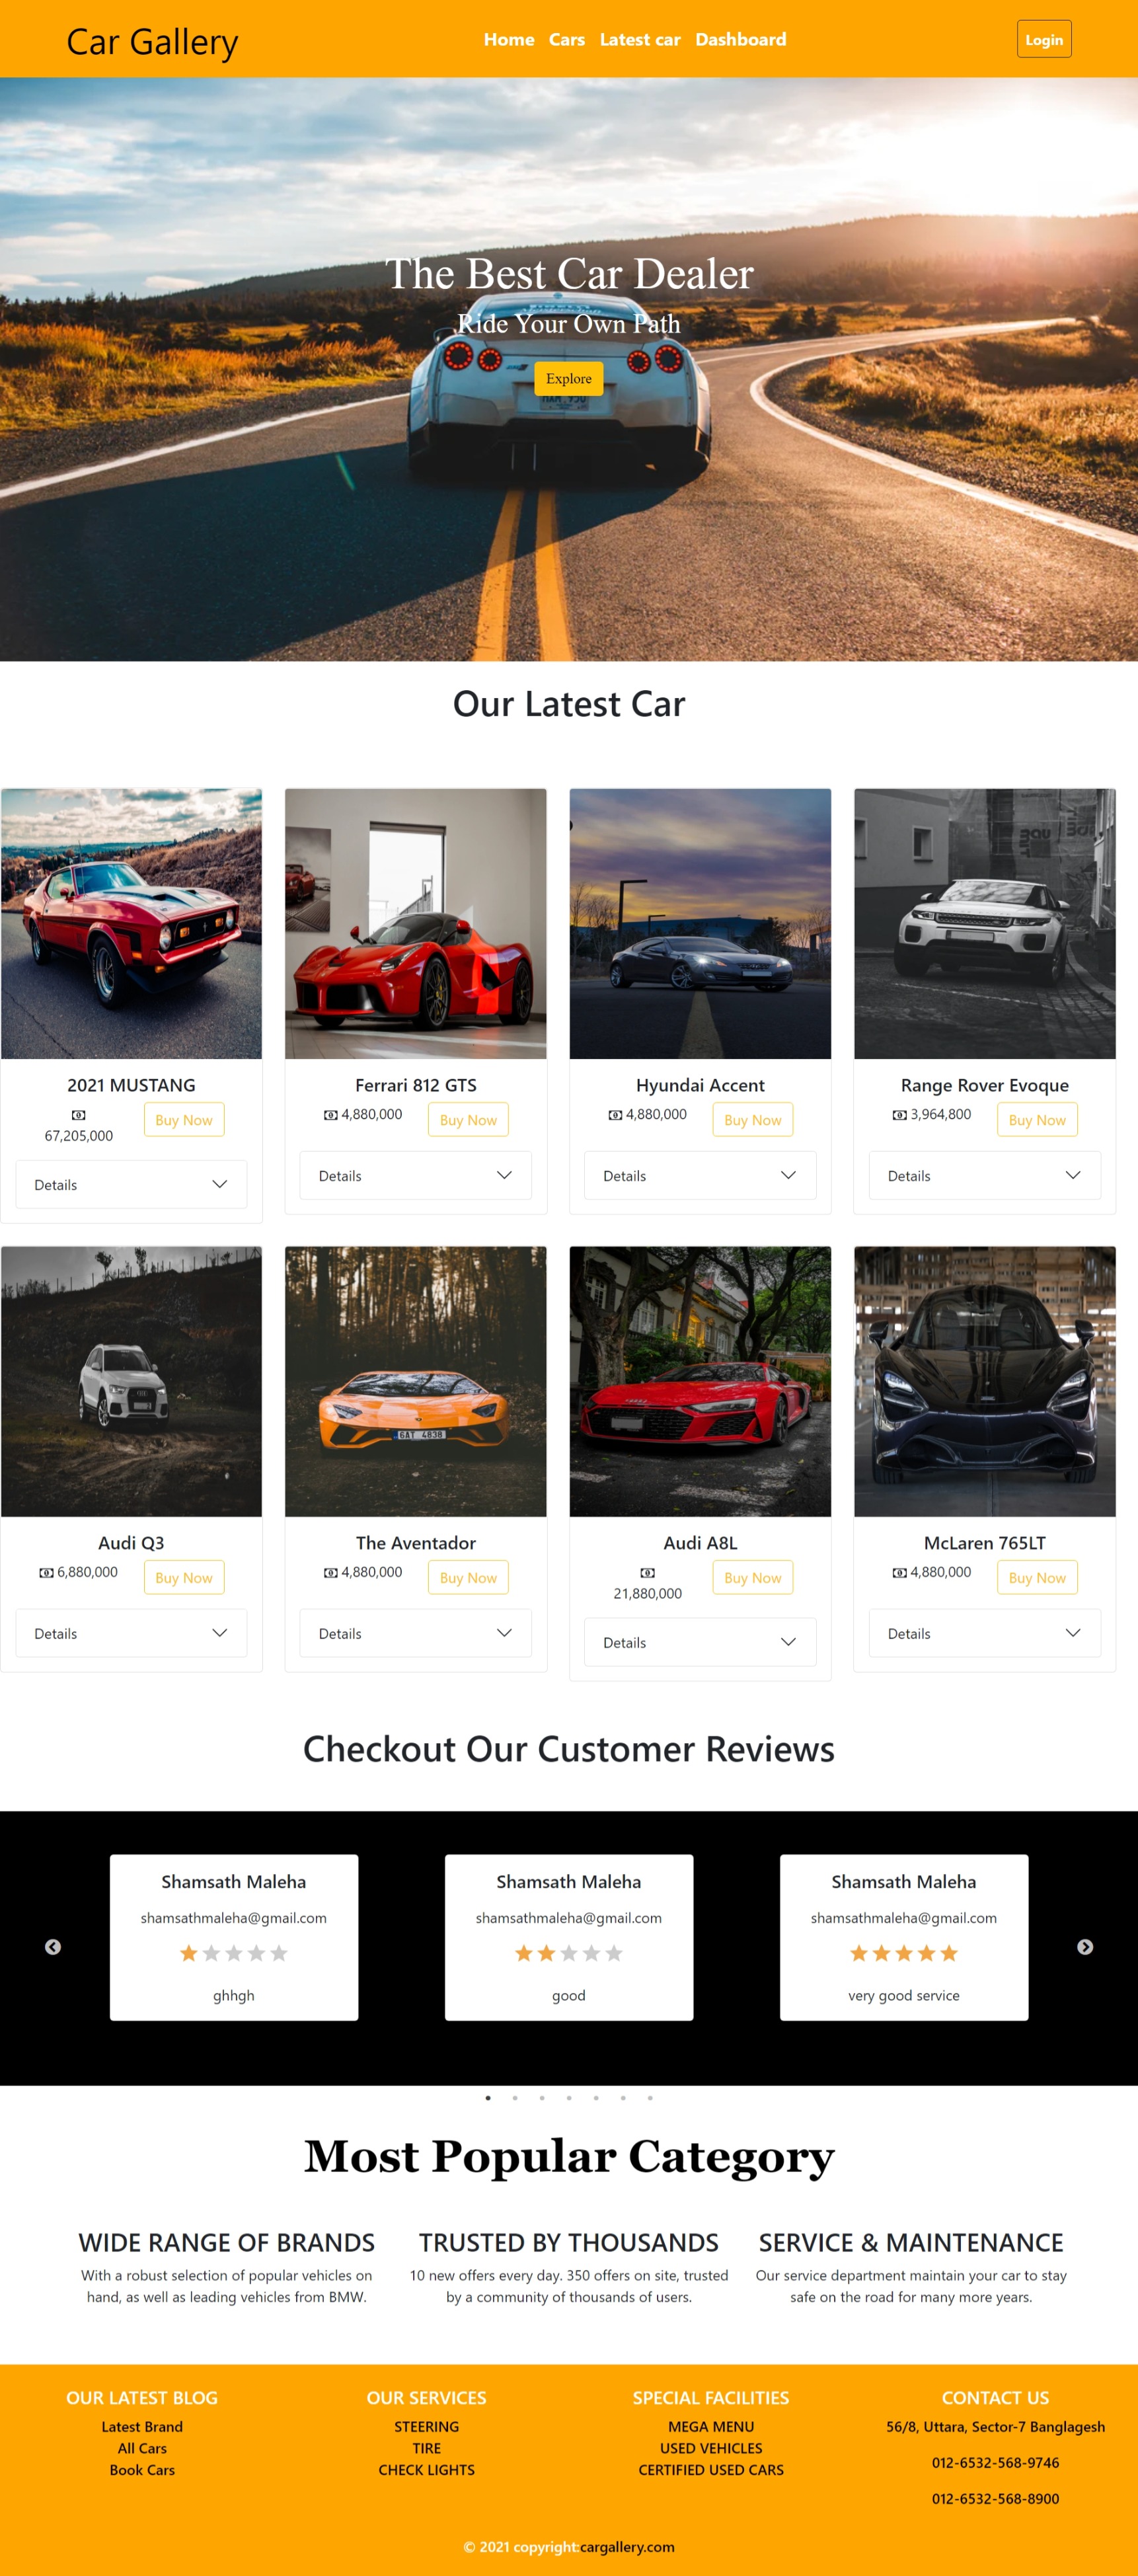 Car Gallery
Home Cars Latest car Dashboard
Login
The Best Car Dealer
Ride Your Own Path
Explore
Our Latest Car
2021 MUSTANG
67,205,000
Buy Now
Details
Ferrari 812 GTS
4,880,000
Buy Now
Details
Hyundai Accent
4,880,000
Buy Now
Details
Range Rover Evoque
3,964,800
Buy Now
Details
6AT 4838
Audi Q3
6,880,000
Buy Now
Details
The Aventador
4,880,000
Buy Now
Details
Audi A8L
21,880,000
Buy Now
Details
McLaren 765LT
4,880,000
Buy Now
Details
Checkout Our Customer Reviews
Shamsath Maleha
shamsathmaleha@gmail.com
ghhgh
Shamsath Maleha
shamsathmaleha@gmail.com
good
Shamsath Maleha
shamsathmaleha@gmail.com
very good service
Most Popular Category
WIDE RANGE OF BRANDS
With a robust selection of popular vehicles on
hand, as well as leading vehicles from BMW.
TRUSTED BY THOUSANDS
10 new offers every day. 350 offers on site, trusted
by a community of thousands of users.
SERVICE & MAINTENANCE
Our service department maintain your car to stay
safe on the road for many more years.
OUR LATEST BLOG
Latest Brand
All Cars
Book Cars
OUR SERVICES
STEERING
TIRE
CHECK LIGHTS
SPECIAL FACILITIES
MEGA MENU
USED VEHICLES
CERTIFIED USED CARS
CONTACT US
56/8, Uttara, Sector-7 Banglagesh
012-6532-568-9746
012-6532-568-8900
© 2021 copyright:cargallery.com